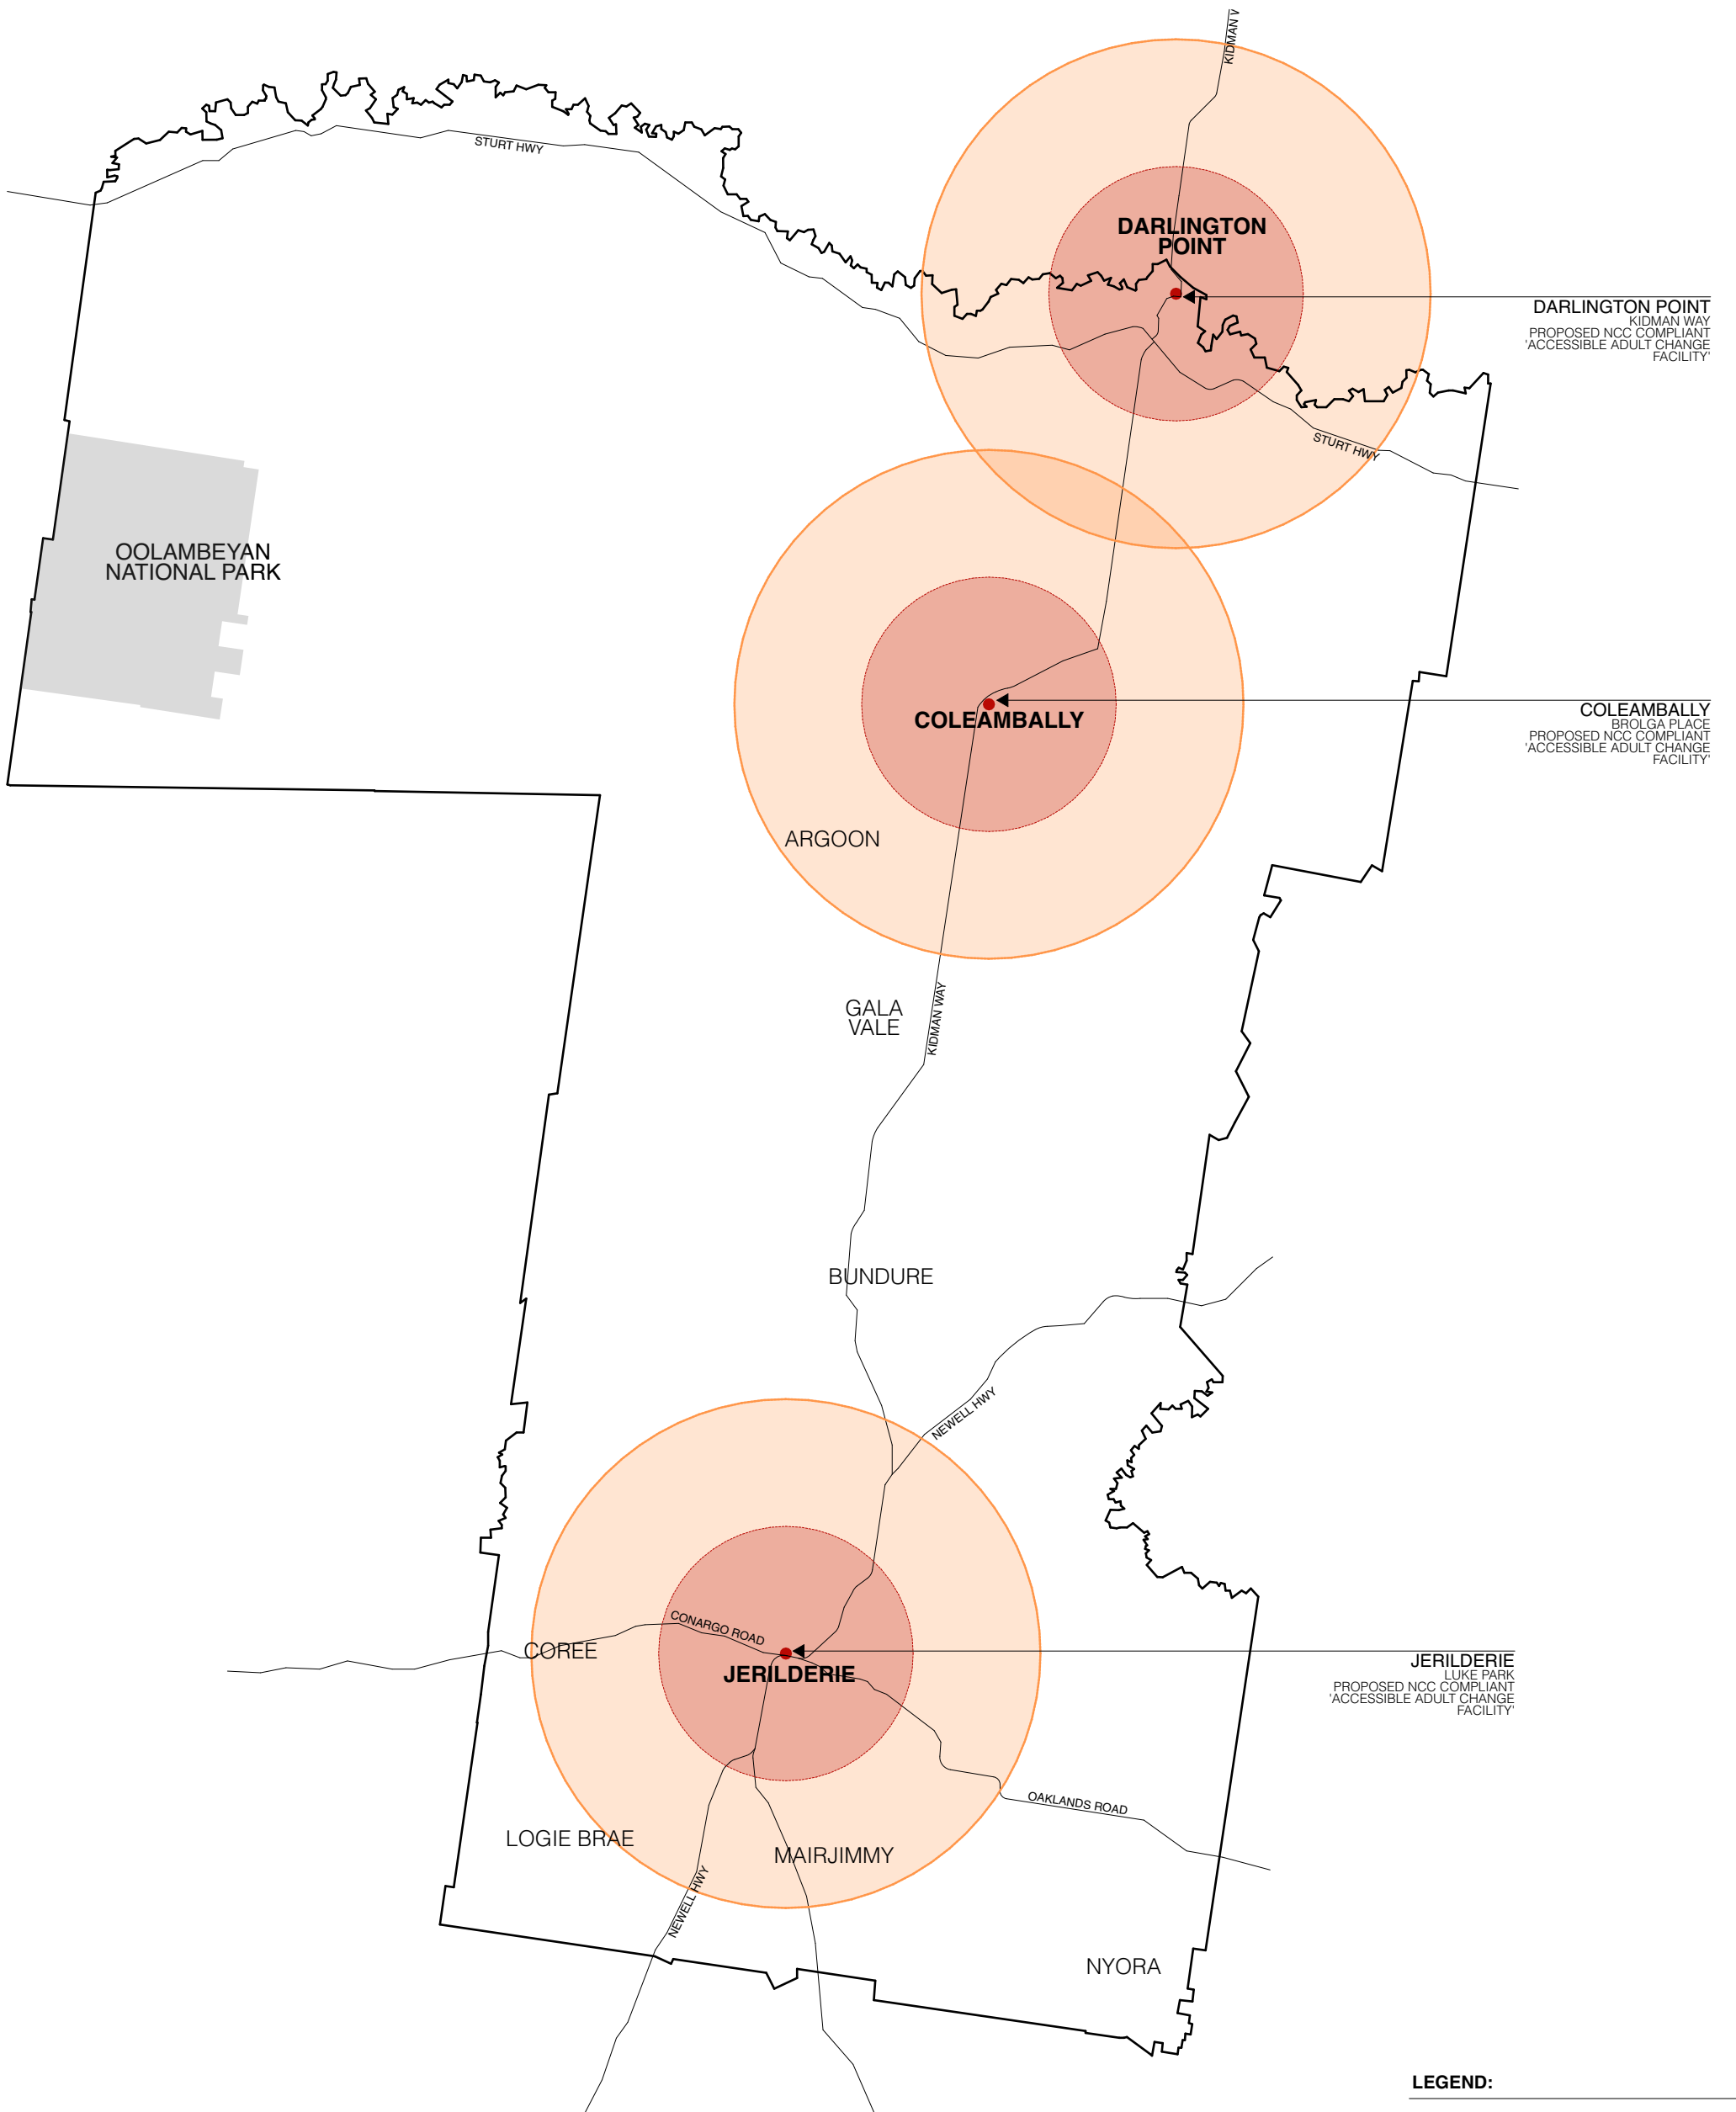 KIDMAN V
STURT HWY
DARLINGTON
POINT
DARLINGTON POINT
KIDMAN WAY
PROPOSED NCC COMPLIANT
'ACCESSIBLE ADULT CHANGE
FACILITY'
STURT HWY
OOLAMBEYAN
NATIONAL PARK
COLEAMBALLY
COLEAMBALLY
BROLGA PLACE
PROPOSED NCC COMPLIANT
'ACCESSIBLE ADULT CHANGE
FACILITY'
ARGOON
GALA
VALE
KIDMAN WAY
BUNDURE
NEWELL HWY
CONARGO ROAD
COREE
JERILDERIE
JERILDERIE
LUKE PARK
PROPOSED NCC COMPLIANT
'ACCESSIBLE ADULT CHANGE
FACILITY'
OAKLANDS ROAD
LOGIE BRAE
MAIRJIMMY
NEWELL HWY
NYORA
LEGEND: